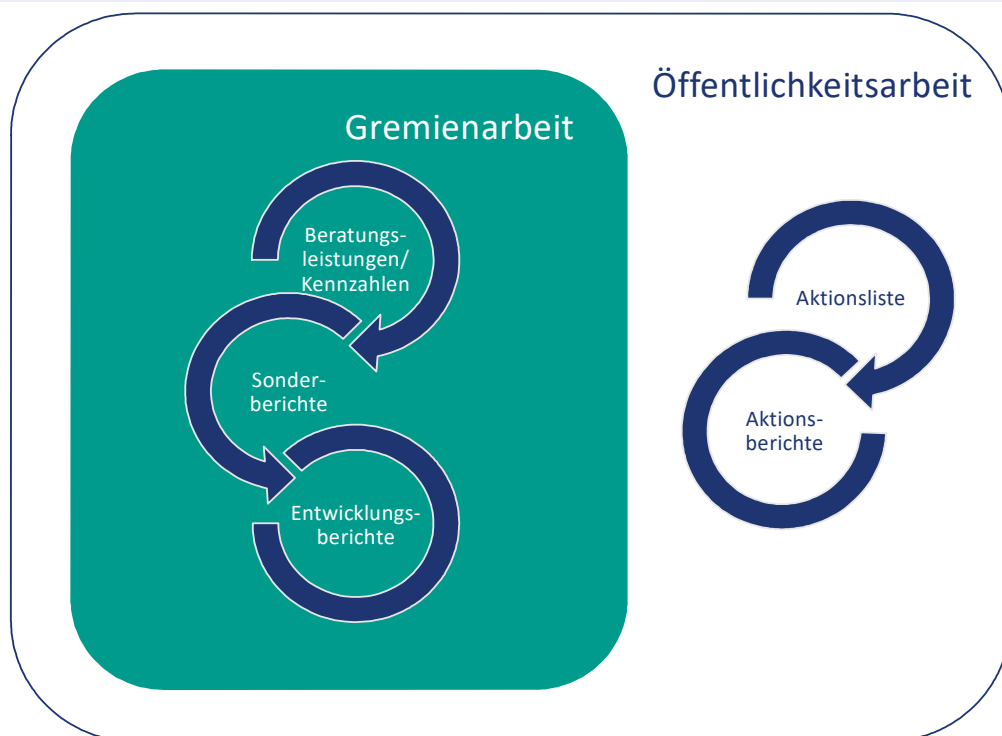 Öffentlichkeitsarbeit
Gremienarbeit
Beratungs-
leistungen/
Kennzahlen
Sonder-
berichte
Entwicklungs-
berichte
Aktionsliste
Aktions-
berichte